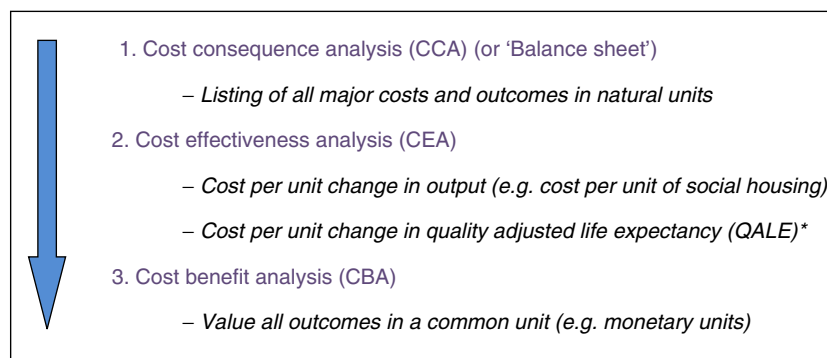 1. Cost consequence analysis (CCA) (or ‘Balance sheet’)
– Listing of all major costs and outcomes in natural units
2. Cost effectiveness analysis (CEA)
– Cost per unit change in output (e.g. cost per unit of social housing)
– Cost per unit change in quality adjusted life expectancy (QALE)*
3. Cost benefit analysis (CBA)
– Value all outcomes in a common unit (e.g. monetary units)